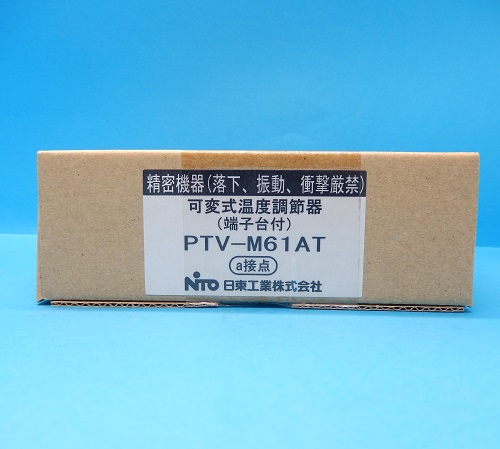 精密機器(落下、振動、衝撃厳禁)
可変式温度調節器
(端子台付)
PTV-M61AT
a接点
NITO 日東工業株式会社